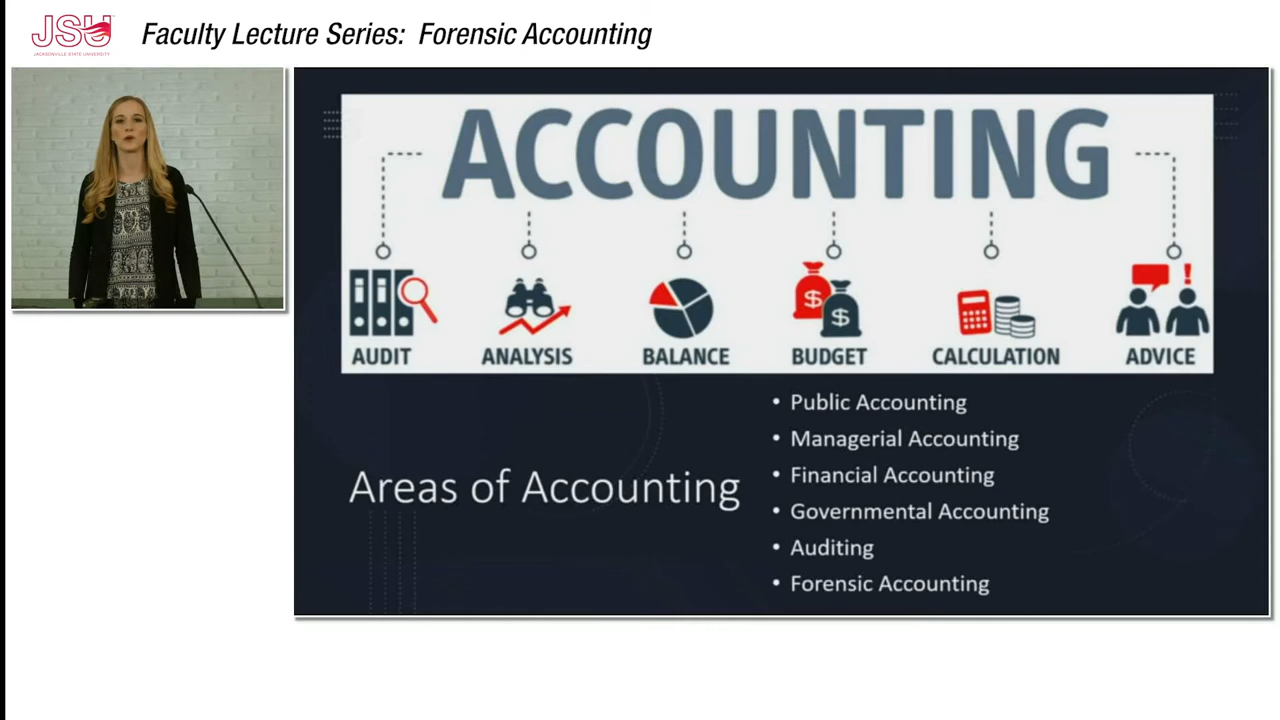 JSU
JACKSONVILLE STATE UNIVERSITY
Faculty Lecture Series: Forensic Accounting
ACCOUNTING
AUDIT
ANALYSIS
BALANCE
BUDGET
CALCULATION
ADVICE
Areas of Accounting
• Public Accounting
• Managerial Accounting
• Financial Accounting
• Governmental Accounting
• Auditing
• Forensic Accounting